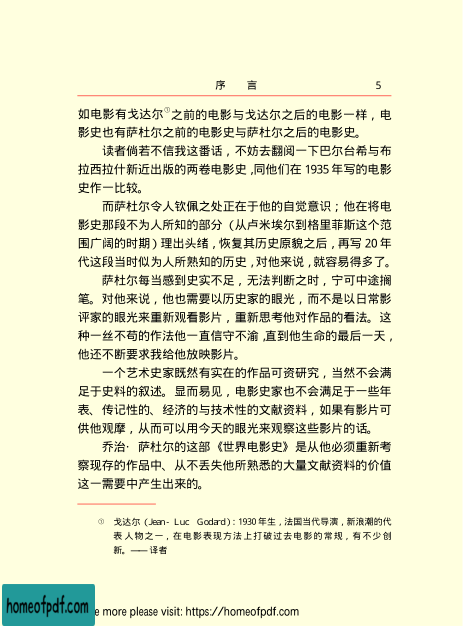 序 言 5
如电影有戈达尔①之前的电影与戈达尔之后的电影一样，电
影史也有萨杜尔之前的电影史与萨杜尔之后的电影史。
读者倘若不信我这番话，不妨去翻阅一下巴尔台希与布
拉西拉什新近出版的两卷电影史，同他们在1935年写的电影
史作一比较。
而萨杜尔令人钦佩之处正在于他的自觉意识；他在将电
影史那段不为人所知的部分（从卢米埃尔到格里菲斯这个范
围广阔的时期）理出头绪，恢复其历史原貌之后，再写20年
代这段当时似为人所熟知的历史，对他来说，就容易得多了。
萨杜尔每当感到史实不足，无法判断之时，宁可中途搁
笔。对他来说，他也需要以历史家的眼光，而不是以日常影
评家的眼光来重新观看影片，重新思考他对作品的看法。这
种一丝不苟的作法他一直信守不渝，直到他生命的最后一天，
他还不断要求我给他放映影片。
一个艺术史家既然有实在的作品可资研究，当然不会满
足于史料的叙述。显而易见，电影史家也不会满足于一些年
表、传记性的、经济的与技术性的文献资料，如果有影片可
供他观摩，从而可以用今天的眼光来观察这些影片的话。
乔治·萨杜尔的这部《世界电影史》是从他必须重新考
察现存的作品中、从不丢失他所熟悉的大量文献资料的价值
这一需要中产生出来的。
① 戈达尔（Jean-Luc Godard）：1930年生，法国当代导演，新浪潮的代
表人物之一，在电影表现方法上打破过去电影的常规，有不少创
新。——译者
homeofpdf.com
more please visit: https://homeofpdf.com